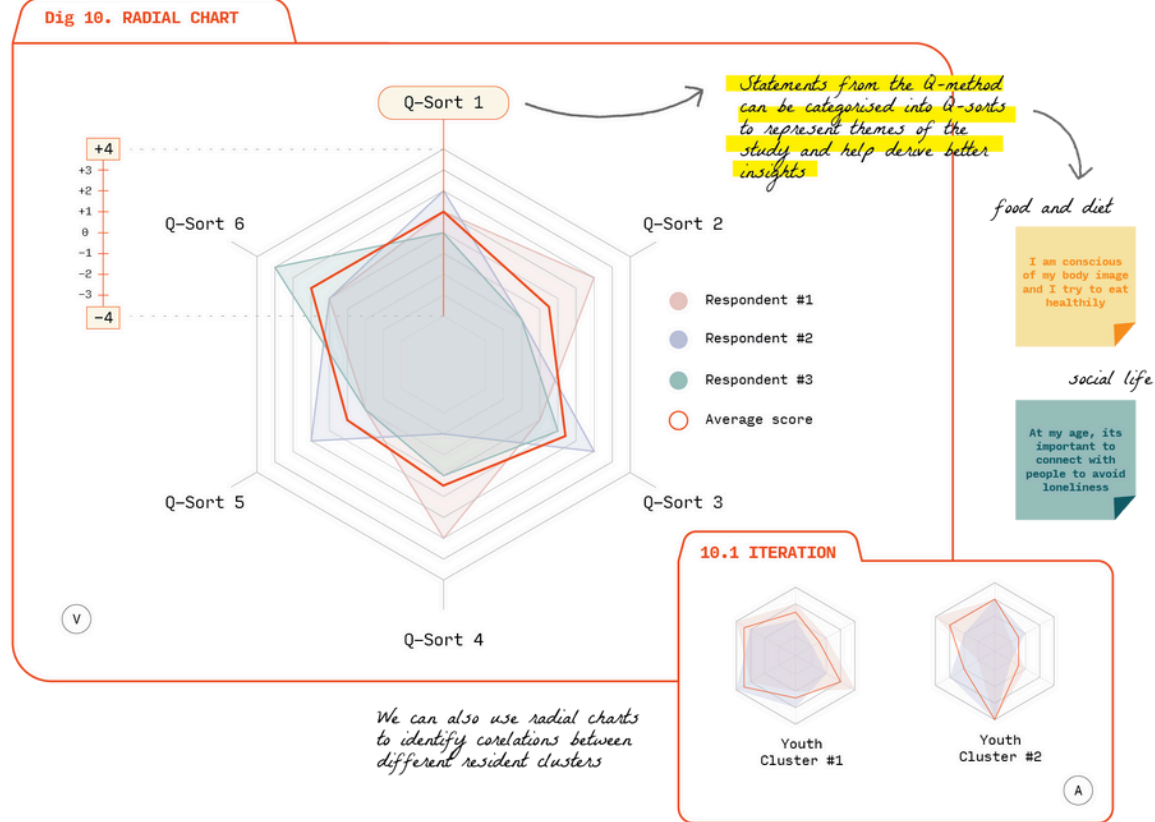 Dig 10. RADIAL CHART
Q-Sort 1
Statements from the Q-method
can be categorised into Q-sorts
to represent themes of the
study and help derive better
insights
+4
+3
+2
+1
0
-1
-2
-3
-4
Q-Sort 6
Q-Sort 2
food and diet
I am conscious
of my body image
and I try to eat
healthily
Respondent #1
Respondent #2
Respondent #3
Average score
social life
At my age, its
important to
connect with
people to avoid
loneliness
Q-Sort 5
Q-Sort 3
Q-Sort 4
V
10.1 ITERATION
Youth
Cluster #1
Youth
Cluster #2
A
We can also use radial charts
to identify corelations between
different resident clusters